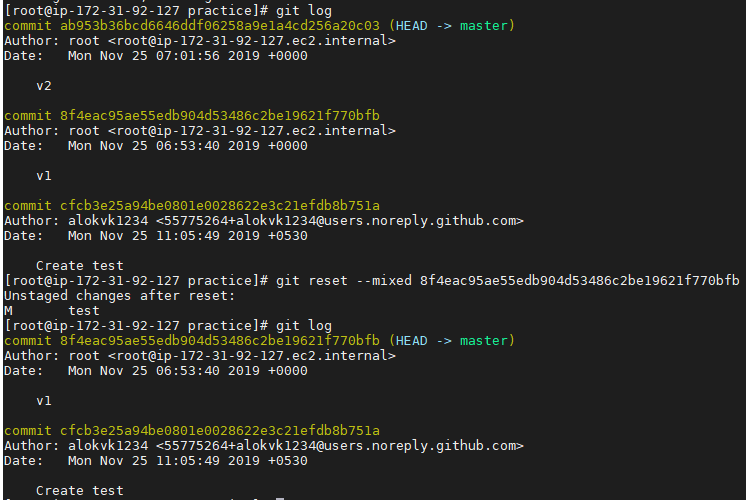 [root@ip-172-31-92-127 practice]# git log
commit ab953b36bcd6646ddf06258a9e1a4cd256a20c03 (HEAD -> master)
Author: root <root@ip-172-31-92-127.ec2.internal>
Date:   Mon Nov 25 07:01:56 2019 +0000
v2
commit 8f4eac95ae55edb904d53486c2be19621f770bfb
Author: root <root@ip-172-31-92-127.ec2.internal>
Date:   Mon Nov 25 06:53:40 2019 +0000
v1
commit cfcb3e25a94be0801e0028622e3c21efdb8b751a
Author: alokvk1234 <55775264+alokvk1234@users.noreply.github.com>
Date:   Mon Nov 25 11:05:49 2019 +0530
Create test
[root@ip-172-31-92-127 practice]# git reset --mixed 8f4eac95ae55edb904d53486c2be19621f770bfb
Unstaged changes after reset:
M       test
[root@ip-172-31-92-127 practice]# git log
commit 8f4eac95ae55edb904d53486c2be19621f770bfb (HEAD -> master)
Author: root <root@ip-172-31-92-127.ec2.internal>
Date:   Mon Nov 25 06:53:40 2019 +0000
v1
commit cfcb3e25a94be0801e0028622e3c21efdb8b751a
Author: alokvk1234 <55775264+alokvk1234@users.noreply.github.com>
Date:   Mon Nov 25 11:05:49 2019 +0530
Create test